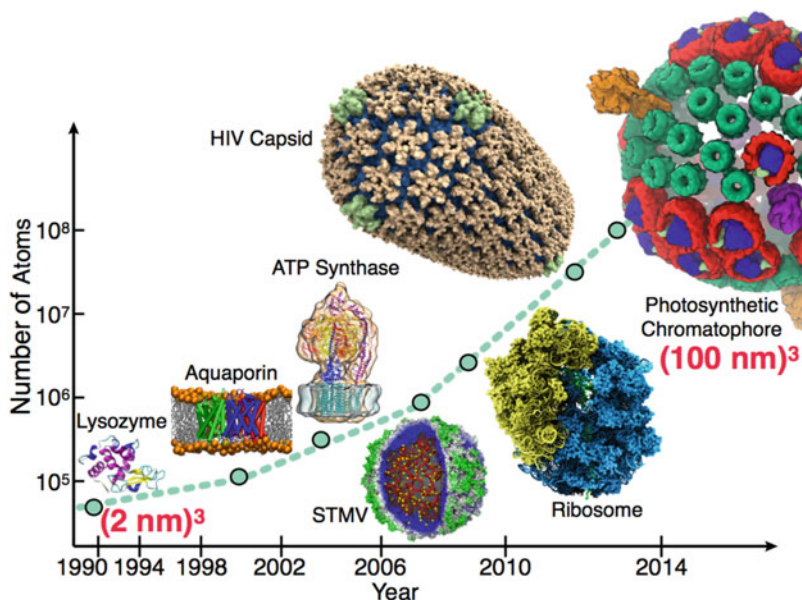 HIV Capsid
ATP Synthase
Aquaporin
Lysozyme
(2 nm)³
STMV
Ribosome
Photosynthetic
Chromatophore
(100 nm)³
Number of Atoms
10⁸
10⁷
10⁶
10⁵
1990 1994 1998 2002 2006 2010 2014
Year